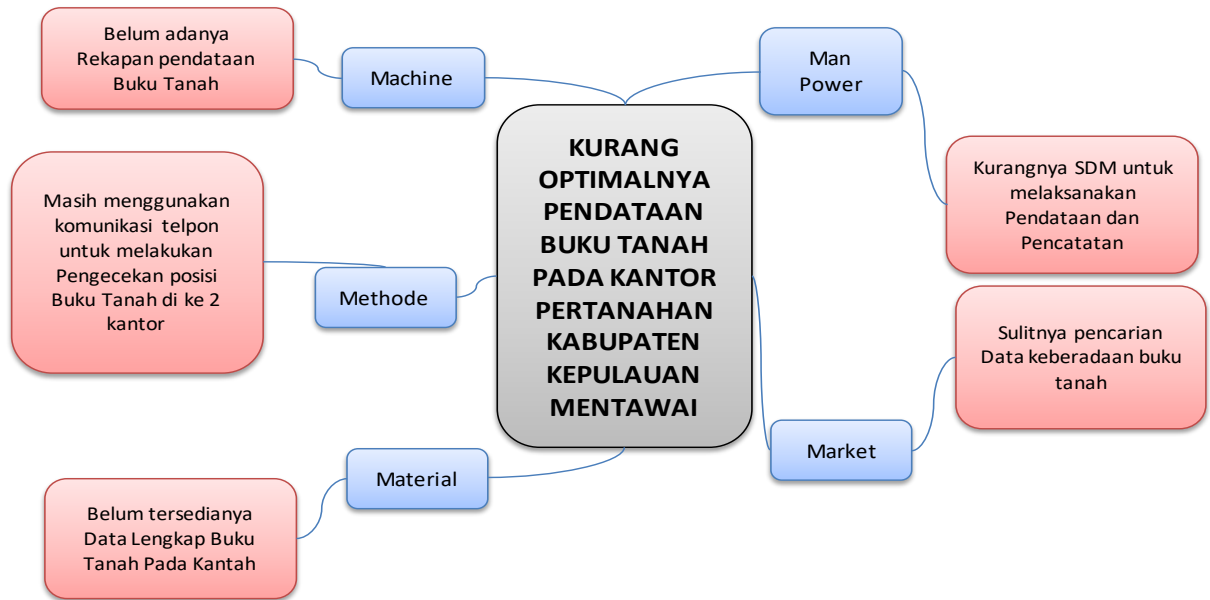 Belum adanya
Rekapan pendataan
Buku Tanah
Machine
Man
Power
KURANG
OPTIMALNYA
PENDATAAN
BUKU TANAH
PADA KANTOR
PERTANAHAN
KABUPATEN
KEPULAUAN
MENTAWAI
Kurangnya SDM untuk
melaksanakan
Pendataan dan
Pencatatan
Masih menggunakan
komunikasi telpon
untuk melakukan
Pengecekan posisi
Buku Tanah di ke 2
kantor
Methode
Sulitnya pencarian
Data keberadaan buku
tanah
Market
Material
Belum tersedianya
Data Lengkap Buku
Tanah Pada Kantah